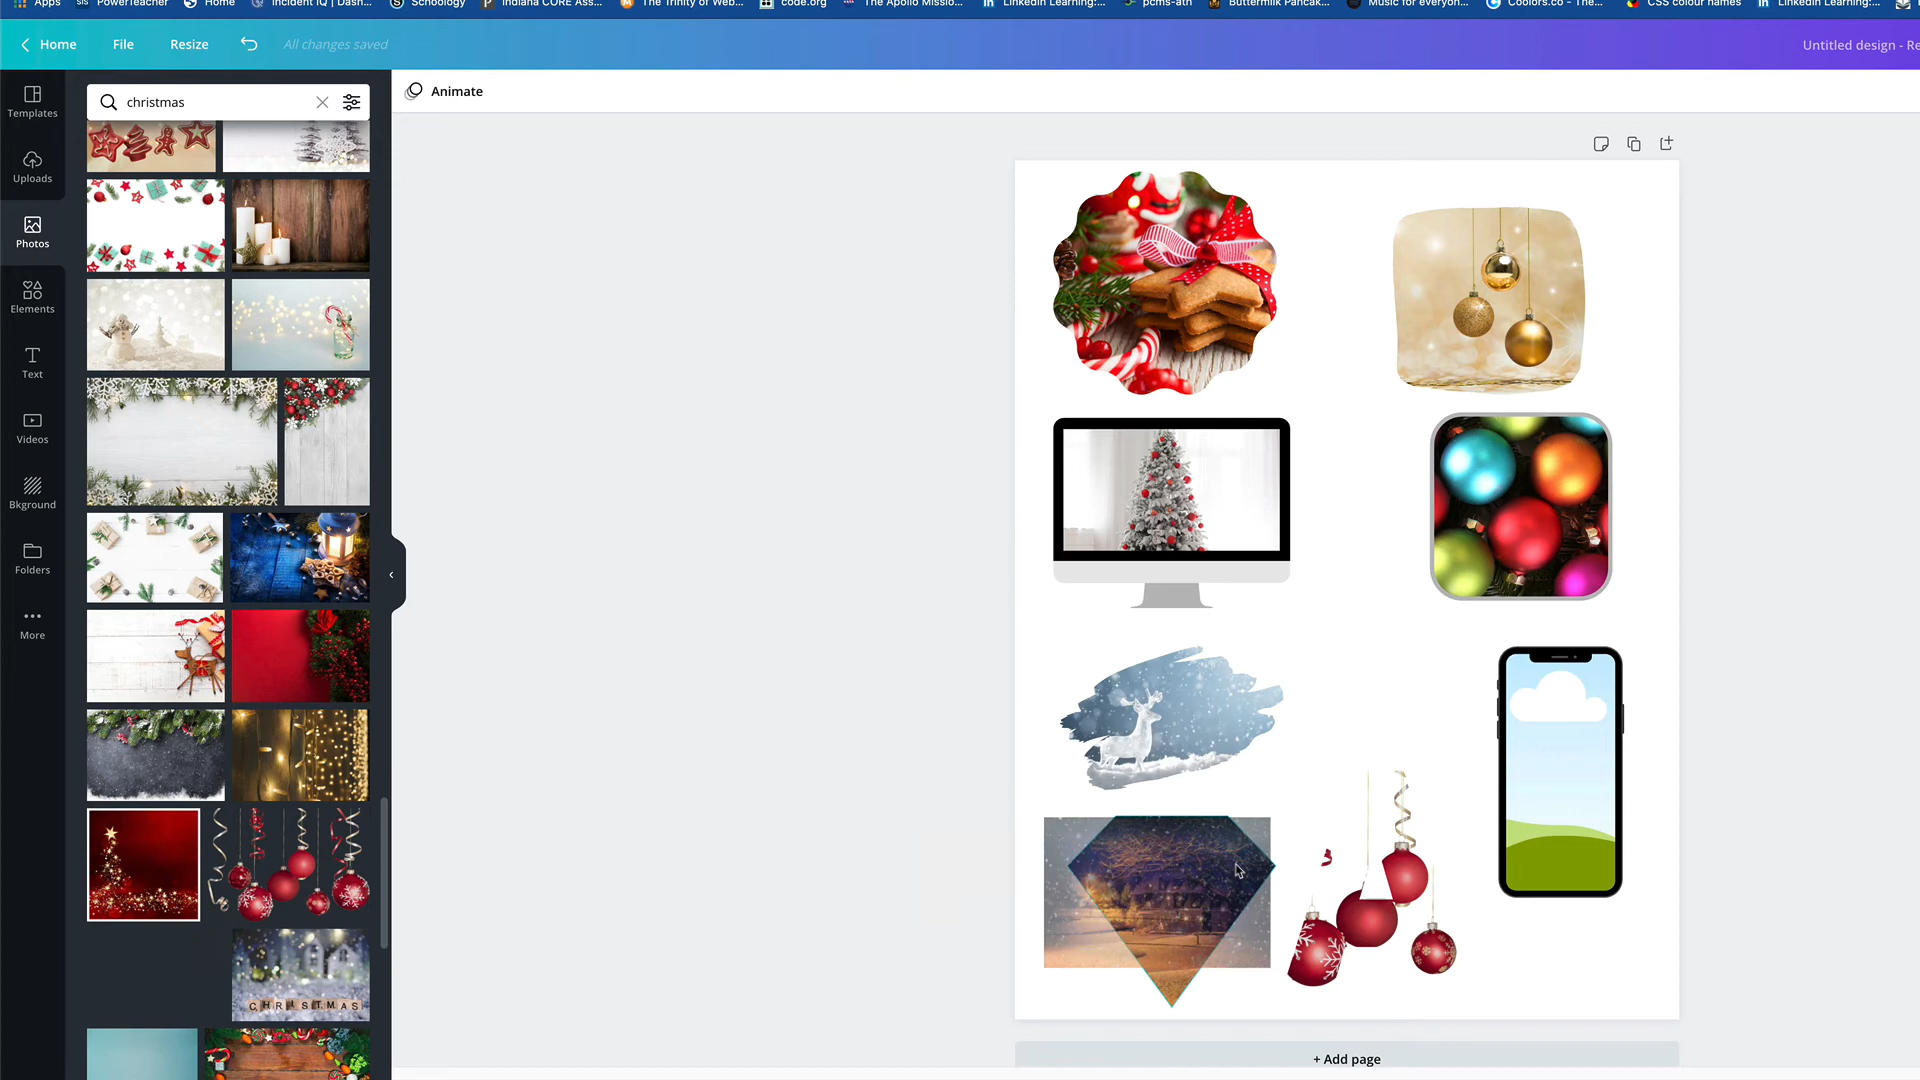 Apps
SIS PowerTeacher
Home
Incident IQ | Dash...
Schoology
Indiana CORE Ass...
The Trinity of Web...
code.org
The Apollo Missio...
LinkedIn Learning:...
pcms-ath
Buttermilk Pancak...
Music for everyon...
Coolors.co - The...
CSS colour names
LinkedIn Learning:...
Home
File
Resize
All changes saved
Untitled design - Re
Templates
Uploads
Photos
Elements
Text
Videos
Bkground
Folders
More
christmas
Animate
CHRISTMAS
+ Add page